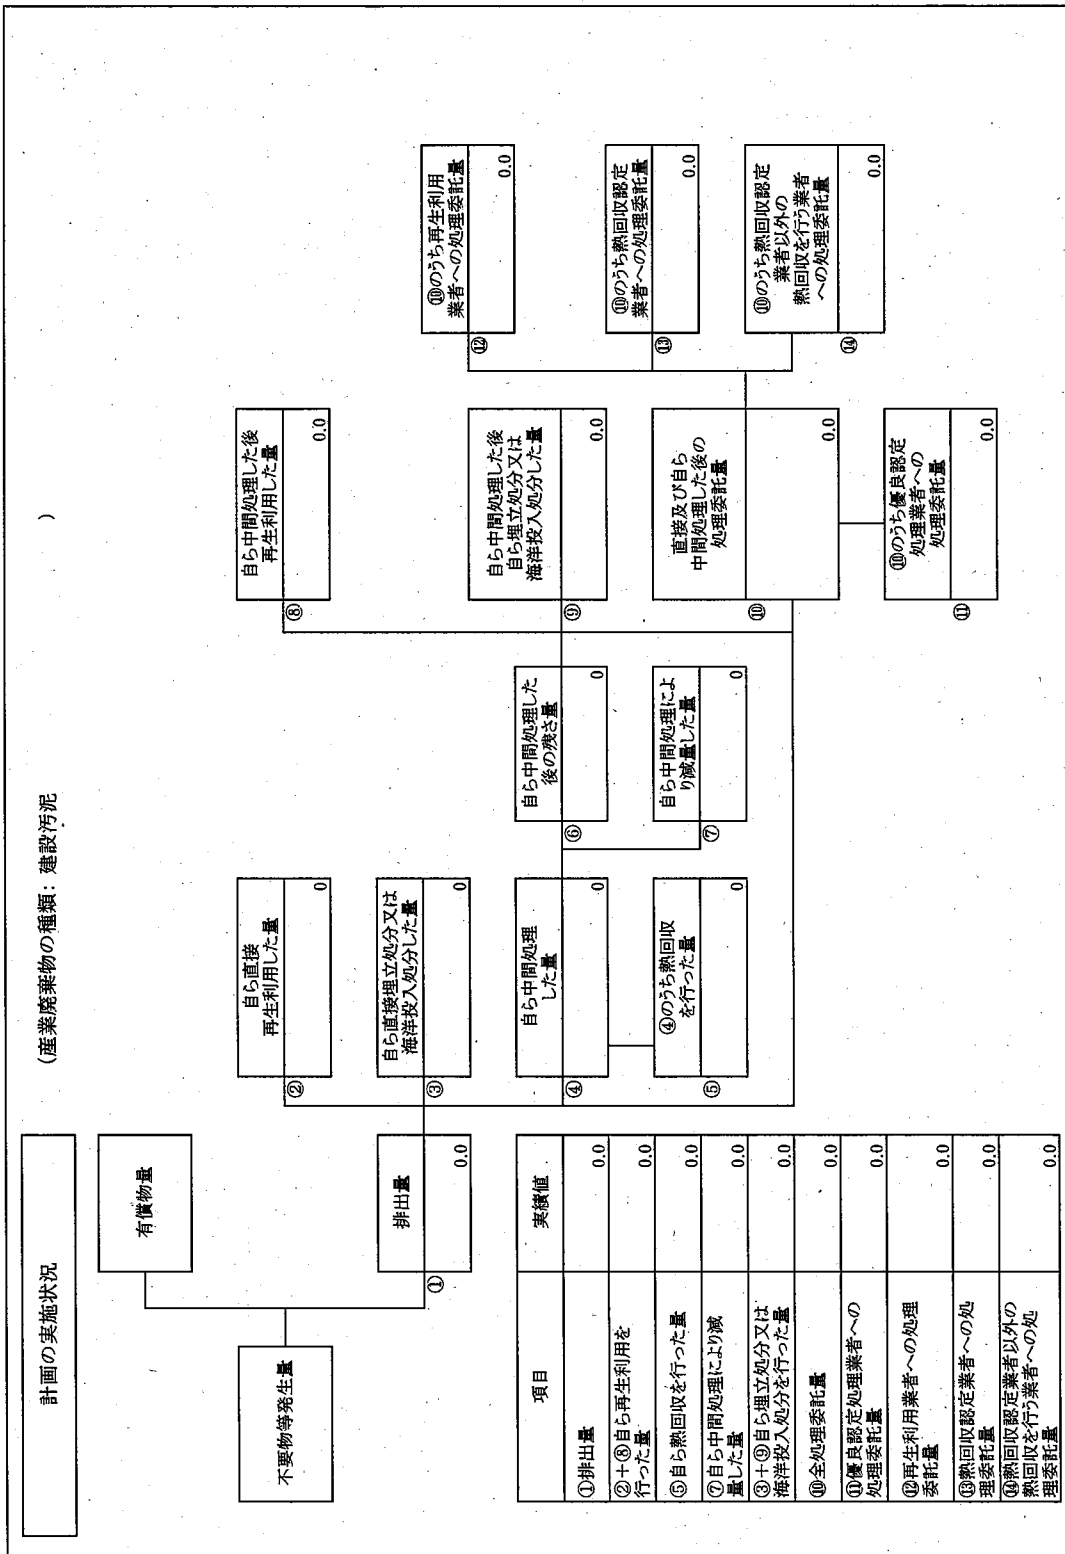 計画の実施状況
(産業廃棄物の種類: 建設汚泥 )
不要物等発生量
有償物量
①
排出量
0.0
②
自ら直接
再生利用した量
0
③
自ら直接埋立処分又は
海洋投入処分した量
0
④
自ら中間処理
した量
0
⑤
④のうち熱回収
を行った量
0
⑥
自ら中間処理した
後の残さ量
0
⑦
自ら中間処理によ
り減量した量
0
⑧
自ら中間処理した後
再生利用した量
0.0
⑨
自ら中間処理した後
自ら埋立処分又は
海洋投入処分した量
0.0
⑩
直接及び自ら
中間処理した後の
処理委託量
0.0
⑪
⑩のうち優良認定
処理業者への
処理委託量
0.0
⑫
⑩のうち再生利用
業者への処理委託量
0.0
⑬
⑩のうち熱回収認定
業者への処理委託量
0.0
⑭
⑩のうち熱回収認定
業者以外の
熱回収を行う業者
への処理委託量
0.0
項目 実績値
①排出量 0.0
②+⑧自ら再生利用を
行った量 0.0
⑤自ら熱回収を行った量 0.0
⑦自ら中間処理により減
量した量 0.0
③+⑨自ら埋立処分又は
海洋投入処分を行った量 0.0
⑩全処理委託量 0.0
⑪優良認定処理業者への
処理委託量 0.0
⑫再生利用業者への処理
委託量 0.0
⑬熱回収認定業者への処
理委託量 0.0
⑭熱回収認定業者以外の
熱回収を行う業者への処
理委託量 0.0